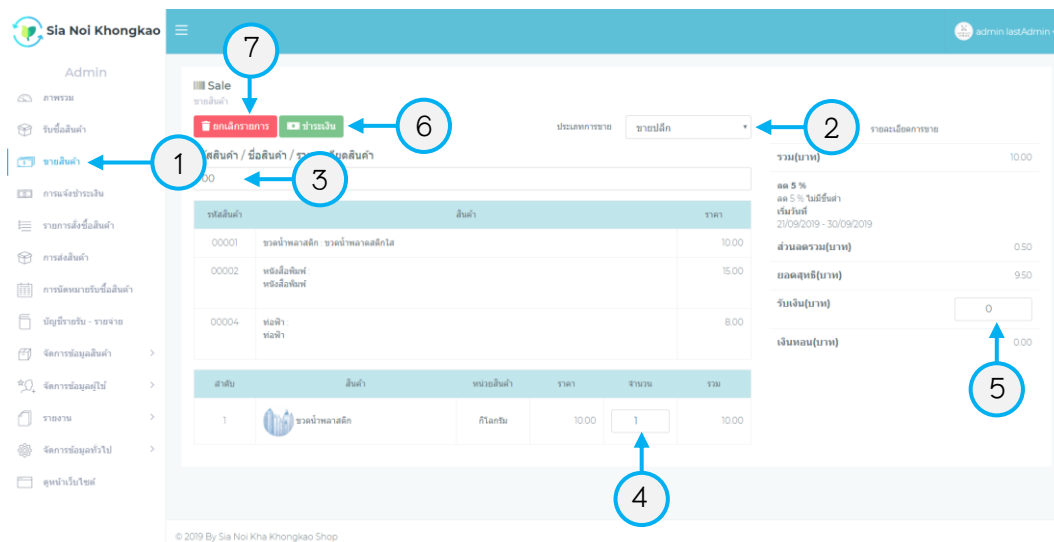 Sia Noi Khongkao
admin lastAdmin
7
Admin
ภาพรวม
รับซื้อสินค้า
ขายสินค้า
การแจ้งชำระเงิน
รายการสั่งซื้อสินค้า
การส่งสินค้า
การนัดหมายรับซื้อสินค้า
บัญชีรายรับ - รายจ่าย
จัดการข้อมูลสินค้า
จัดการข้อมูลผู้ใช้
รายงาน
จัดการข้อมูลทั่วไป
ดูหน้าเว็บไซต์
1
Sale
ขายสินค้า
ยกเลิกรายการ
ชำระเงิน
6
ประเภทการขาย
ขายปลีก
2
สินค้า / ชื่อสินค้า /
สินค้า
00
3
รหัสสินค้า สินค้า ราคา
00001 ขวดน้ำพลาสติก : ขวดน้ำพลาดสติกใส 10.00
00002 หนังสือพิมพ์ : 15.00
หนังสือพิมพ์
00004 ท่อฟ้า : 8.00
ท่อฟ้า
ลำดับ สินค้า หน่วยสินค้า ราคา จำนวน รวม
1 ขวดน้ำพลาสติก กิโลกรัม 10.00 1 10.00
4
รายละเอียดการขาย
รวม(บาท) 10.00
ลด 5 %
ลด 5 % ไม่มีขั้นต่ำ
เริ่มวันที่
21/09/2019 - 30/09/2019
ส่วนลดรวม(บาท) 0.50
ยอดสุทธิ(บาท) 9.50
รับเงิน(บาท) 0
เงินทอน(บาท) 0.00
5
© 2019 By Sia Noi Kha Khongkao Shop